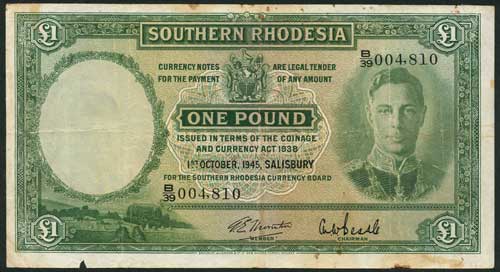 £1 SOUTHERN RHODESIA £1
CURRENCY NOTES ARE LEGAL TENDER
FOR THE PAYMENT OF ANY AMOUNT
B/39 004,810
ONE POUND
ISSUED IN TERMS OF THE COINAGE
AND CURRENCY ACT 1938
1ST OCTOBER, 1945, SALISBURY
FOR THE SOUTHERN RHODESIA CURRENCY BOARD
B/39 004,810
MEMBER CHAIRMAN
£1 £1